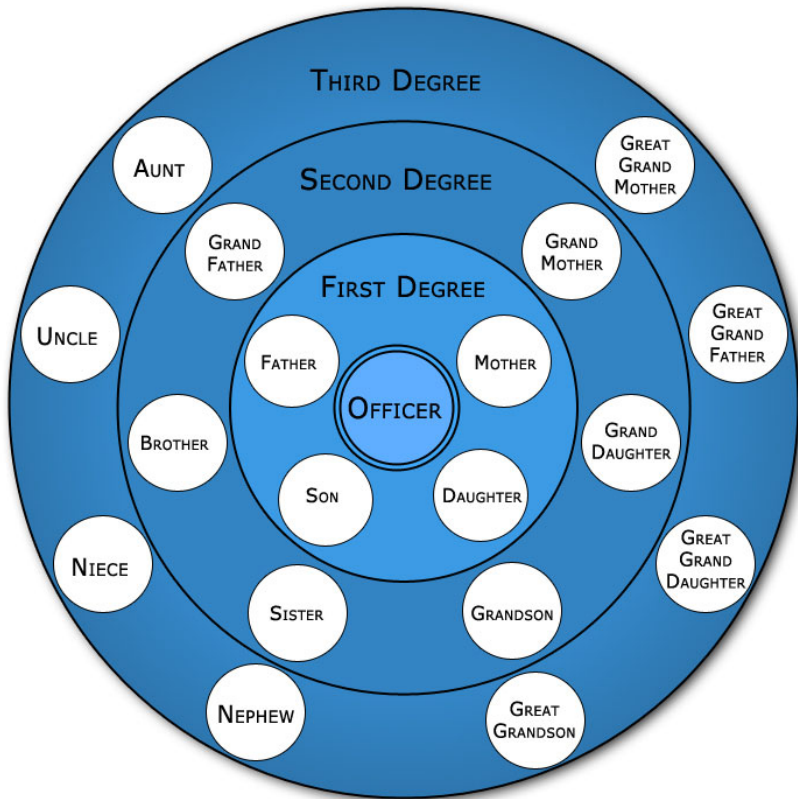 Third Degree
Aunt
Great
Grand
Mother
Second Degree
Grand
Father
Grand
Mother
First Degree
Uncle
Great
Grand
Father
Father
Mother
Officer
Brother
Grand
Daughter
Son
Daughter
Niece
Great
Grand
Daughter
Sister
Grandson
Nephew
Great
Grandson